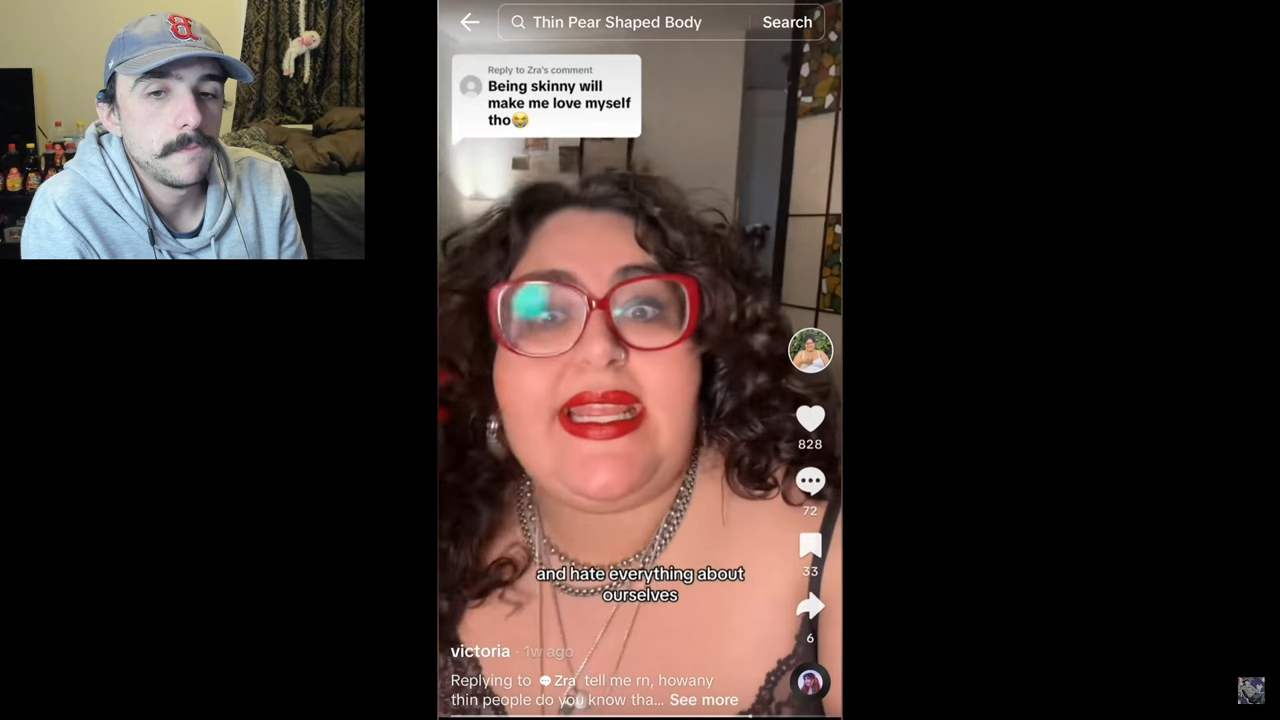 Thin Pear Shaped Body
Search
Reply to Zra's comment
Being skinny will
make me love myself
tho😭
B
828
72
33
6
and hate everything about
ourselves
victoria · 1w ago
Replying to 💬Zra tell me rn, howany
thin people do you know tha... See more